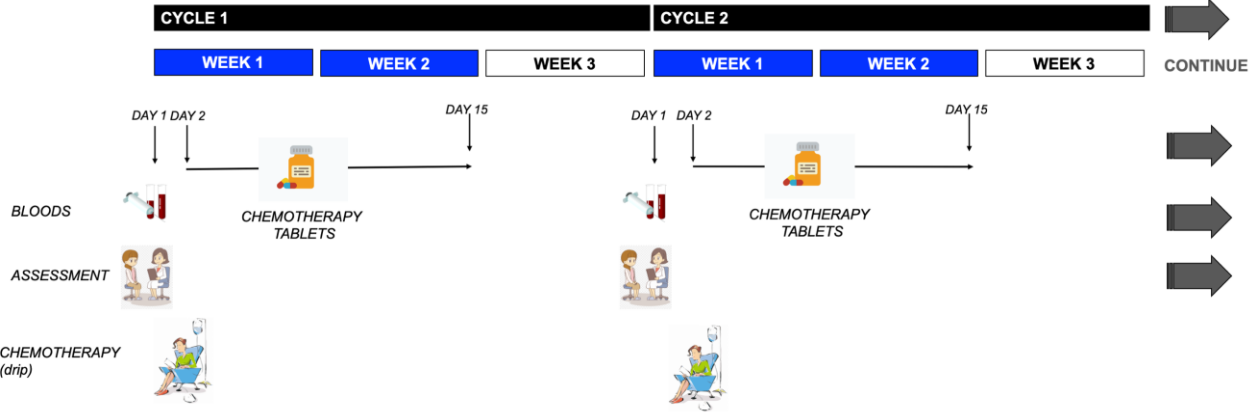 CYCLE 1 CYCLE 2
WEEK 1 WEEK 2 WEEK 3 WEEK 1 WEEK 2 WEEK 3 CONTINUE
DAY 1 DAY 2 DAY 15 DAY 1 DAY 2 DAY 15
BLOODS
CHEMOTHERAPY
TABLETS
CHEMOTHERAPY
TABLETS
ASSESSMENT
CHEMOTHERAPY
(drip)